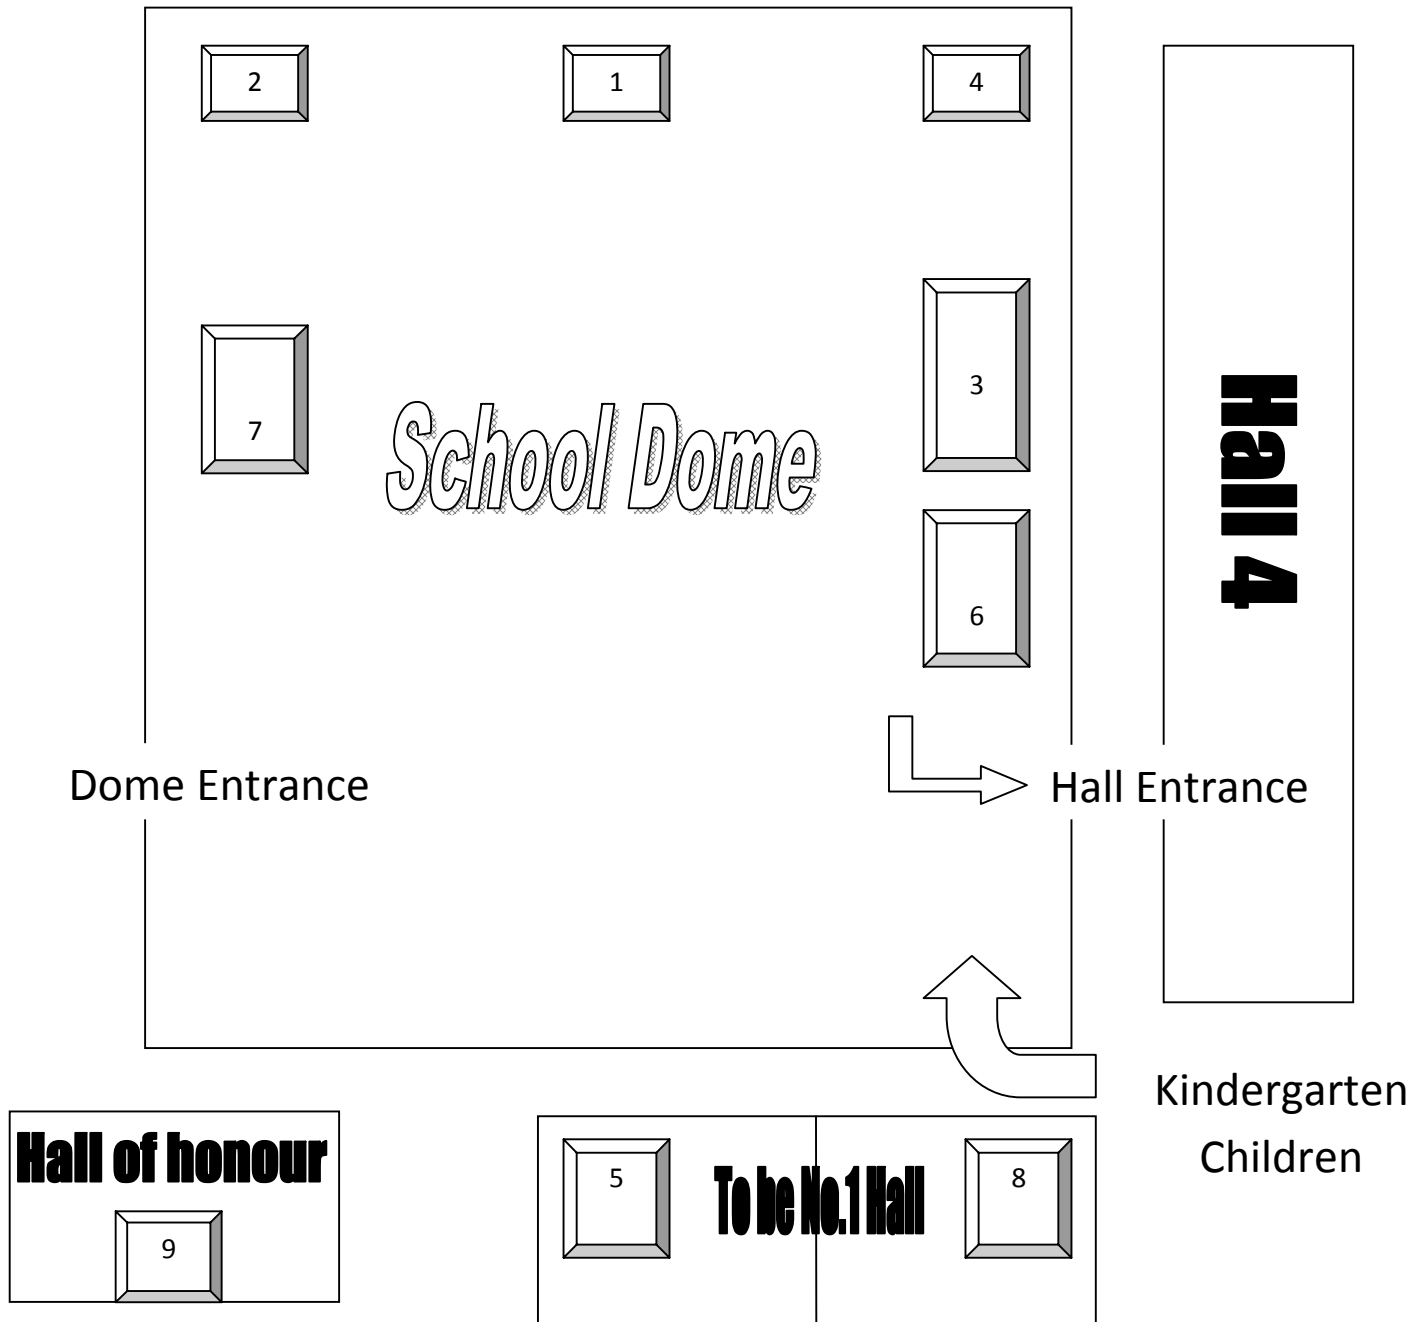 2
1
4
3
7
School Dome
Hall 4
6
Dome Entrance
Hall Entrance
Kindergarten
Children
Hall of honour
5
To be No.1 Hall
8
9